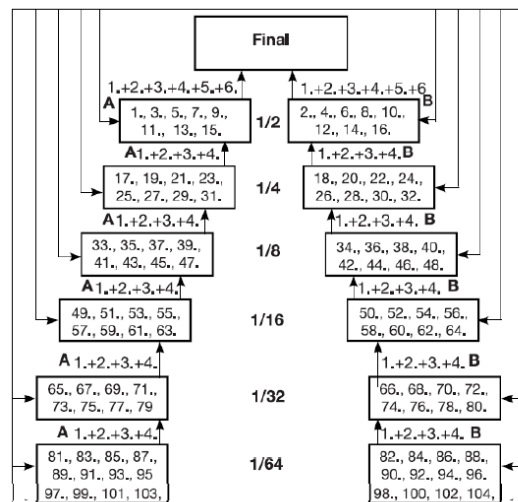 Final
1.+2.+3.+4.+5.+6. 1.+2.+3.+4.+5.+6
A B
1., 3., 5., 7., 9., 1/2 2., 4., 6., 8., 10.,
11., 13., 15. 12., 14., 16.
A 1.+2.+3.+4. 1.+2.+3.+4. B
17., 19., 21., 23., 1/4 18., 20., 22., 24.,
25., 27., 29., 31. 26., 28., 30., 32.
A 1.+2.+3.+4. 1.+2.+3.+4. B
33., 35., 37., 39., 1/8 34., 36., 38., 40.,
41., 43., 45., 47. 42., 44., 46., 48.
A 1.+2.+3.+4. 1.+2.+3.+4. B
49., 51., 53., 55., 1/16 50., 52., 54., 56.,
57., 59., 61., 63. 58., 60., 62., 64.
A 1.+2.+3.+4. 1.+2.+3.+4. B
65., 67., 69., 71., 1/32 66., 68., 70., 72.,
73., 75., 77., 79 74., 76., 78., 80.
A 1.+2.+3.+4. 1.+2.+3.+4. B
81., 83., 85., 87., 82., 84., 86., 88.,
89., 91., 93., 95 1/64 90., 92., 94., 96.
97., 99., 101, 103, 98., 100, 102, 104,